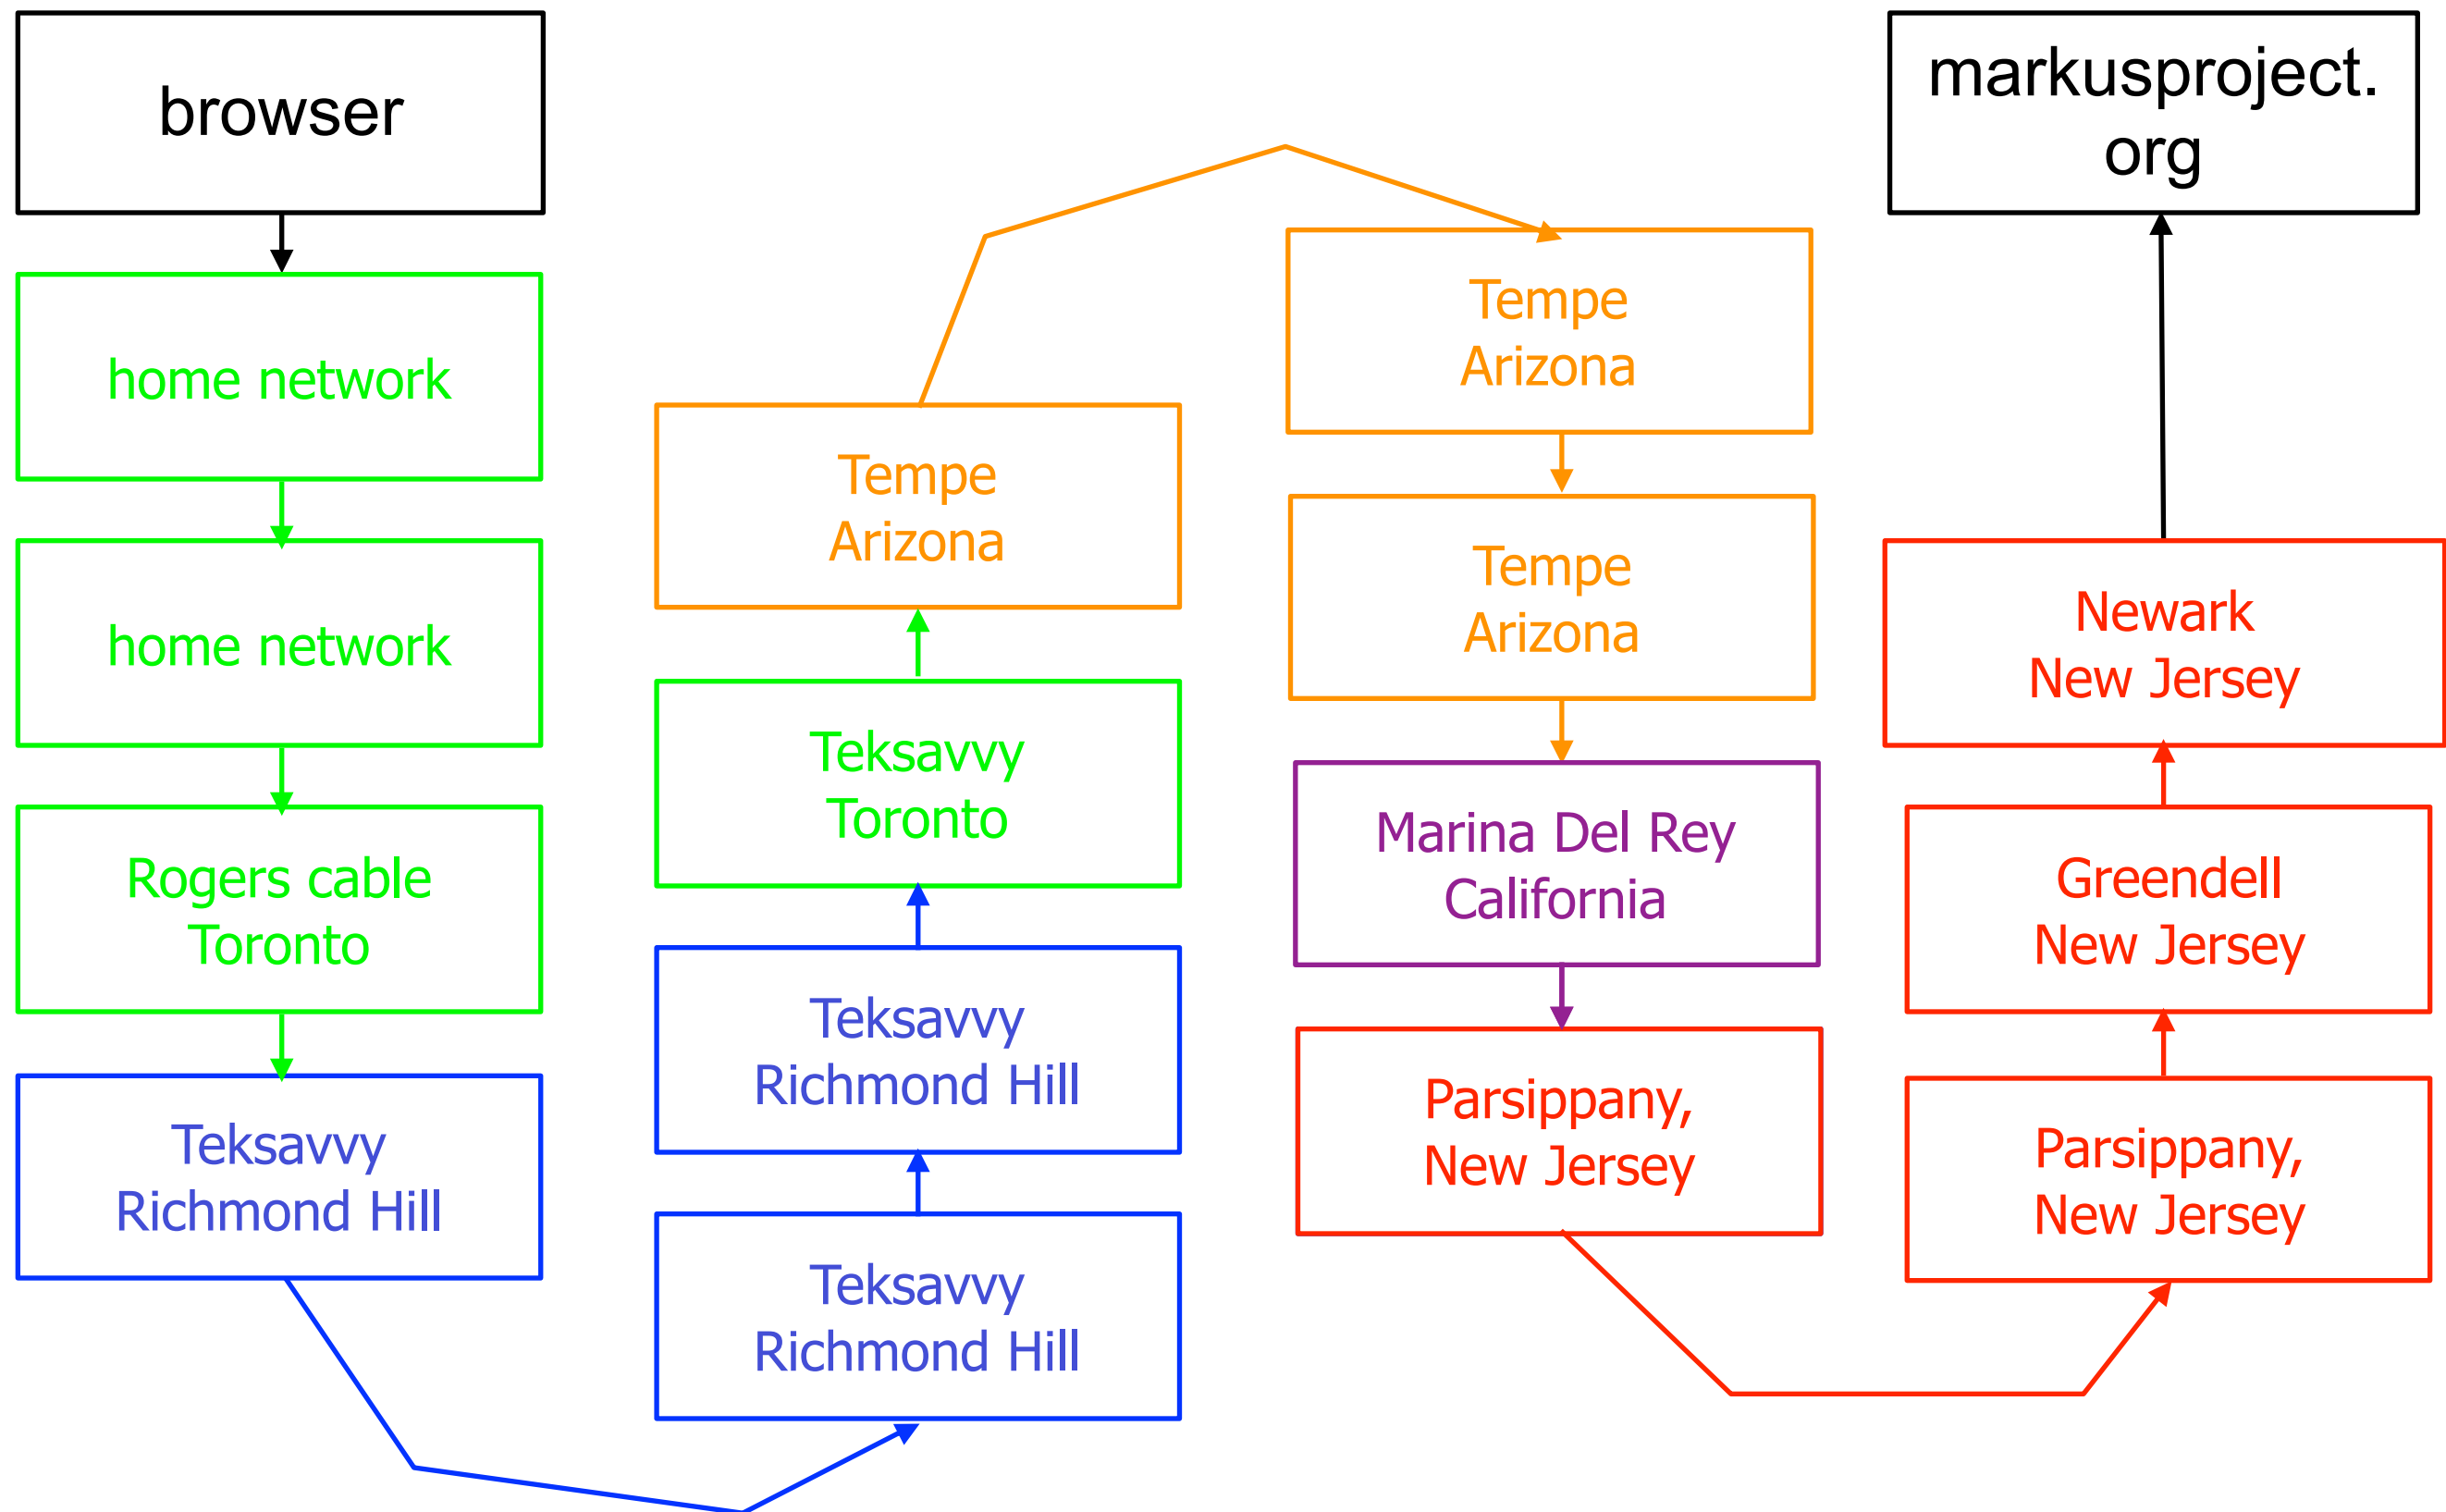 browser
home network
home network
Rogers cable
Toronto
Teksavvy
Richmond Hill
Teksavvy
Richmond Hill
Teksavvy
Richmond Hill
Teksavvy
Toronto
Tempe
Arizona
Tempe
Arizona
Tempe
Arizona
Marina Del Rey
California
Parsippany,
New Jersey
Parsippany,
New Jersey
Greendell
New Jersey
Newark
New Jersey
markusproject.
org